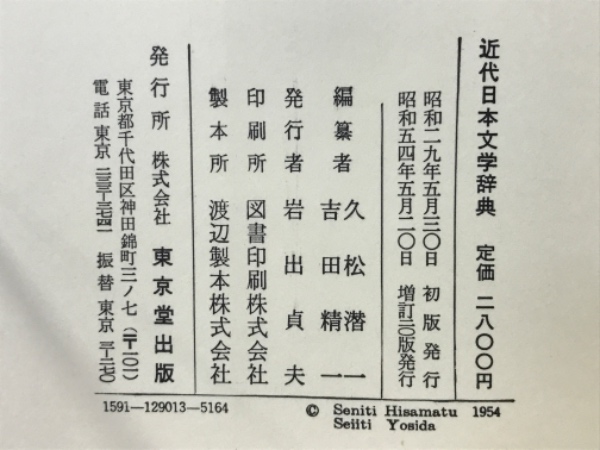 近代日本文学辞典 定価 二八〇〇円
昭和二九年五月三〇日 初版発行
昭和五四年五月二〇日 増訂三〇版発行
編纂者 久松潜一
吉田精一
発行者 岩出貞夫
印刷所 図書印刷株式会社
製本所 渡辺製本株式会社
発行所 株式会社 東京堂出版
東京都千代田区神田錦町三ノ七(〒一〇一)
電話東京 振替東京
1591—129013—5164
© Seniti Hisamatu 1954
Seiiti Yosida